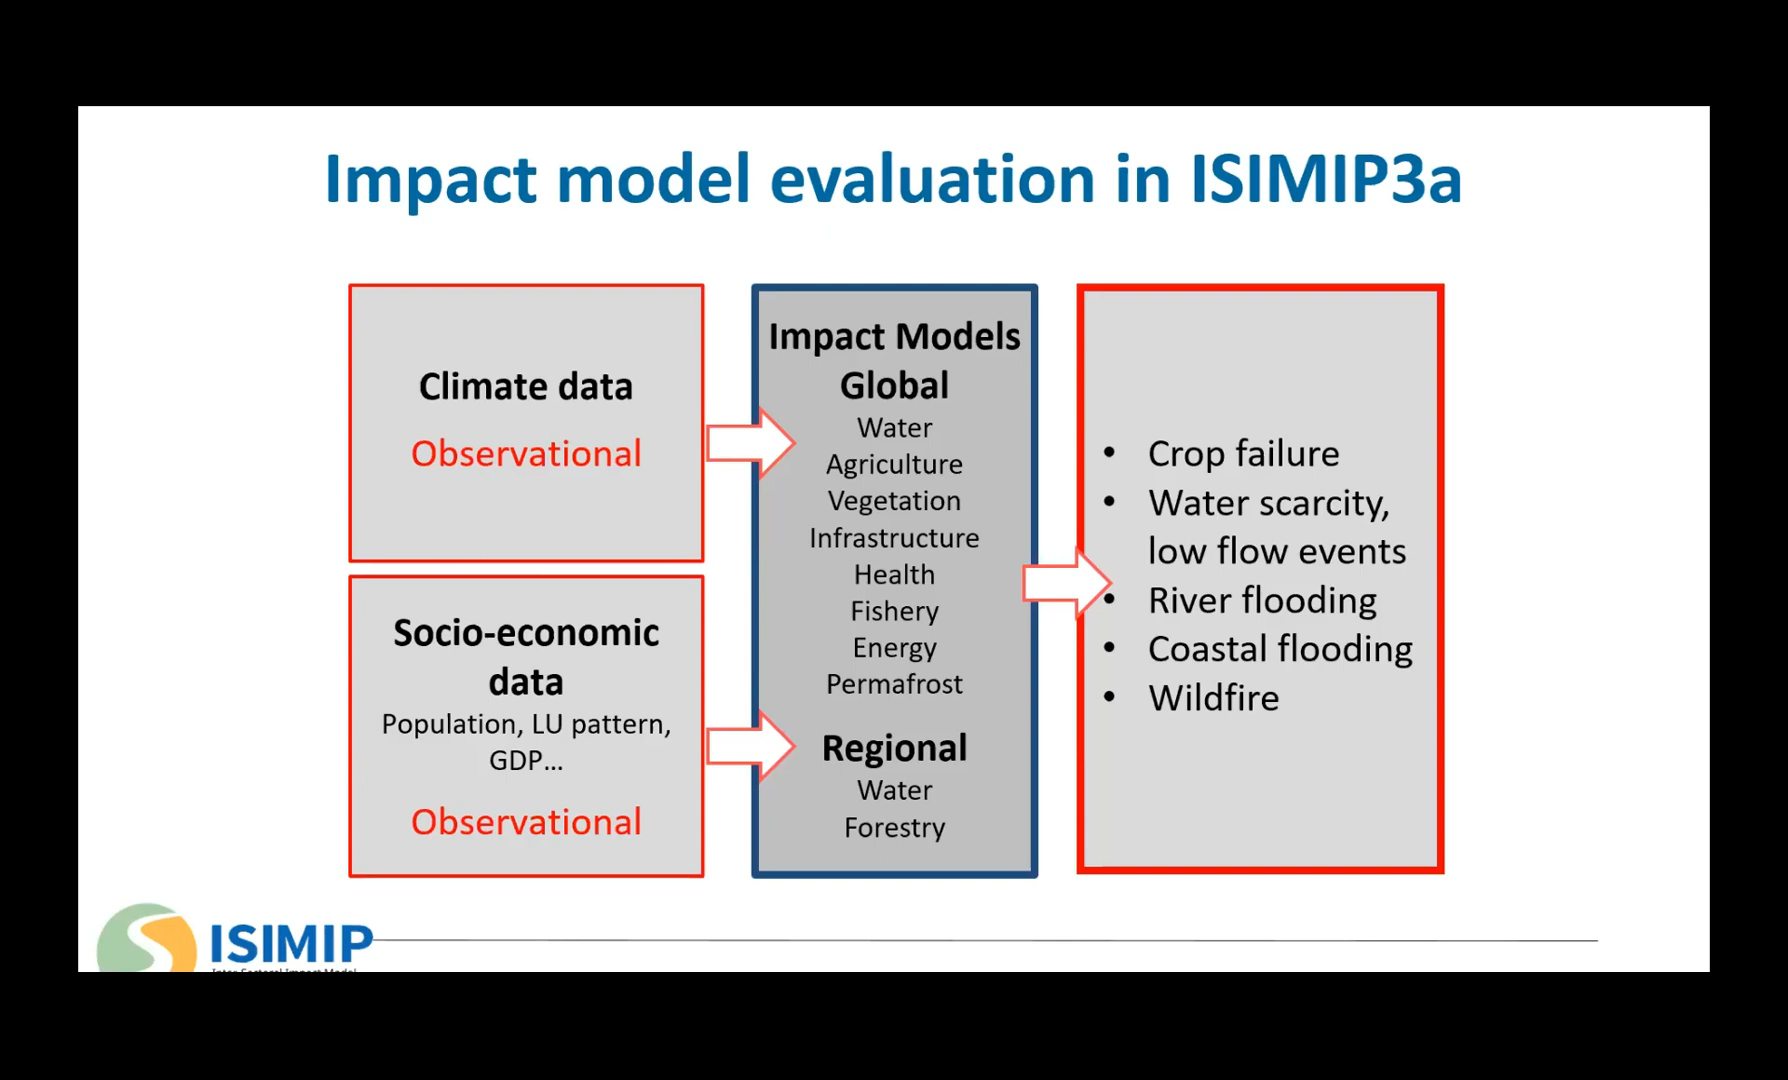 Impact model evaluation in ISIMIP3a
Climate data
Observational
Socio-economic
data
Population, LU pattern,
GDP...
Observational
Impact Models
Global
Water
Agriculture
Vegetation
Infrastructure
Health
Fishery
Energy
Permafrost
Regional
Water
Forestry
• Crop failure
• Water scarcity,
low flow events
• River flooding
• Coastal flooding
• Wildfire
ISIMIP